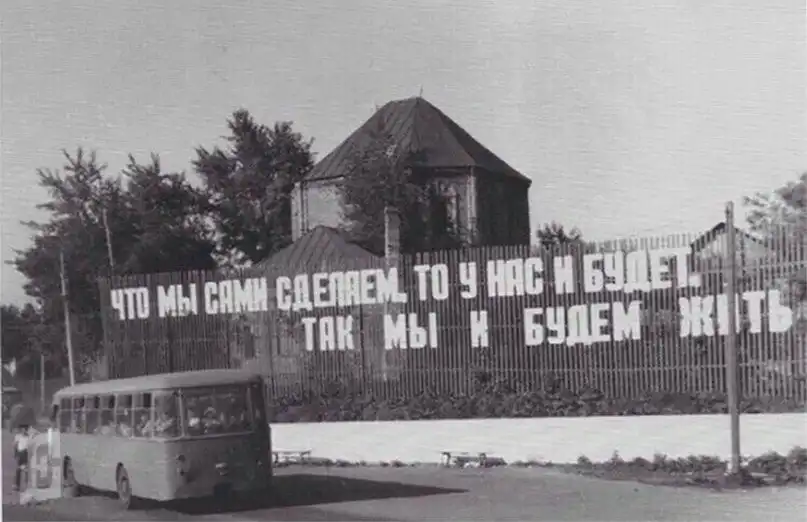 ЧТО МЫ САМИ СДЕЛАЕМ, ТО У НАС И БУДЕТ.
ТАК МЫ И БУДЕМ ЖИТЬ